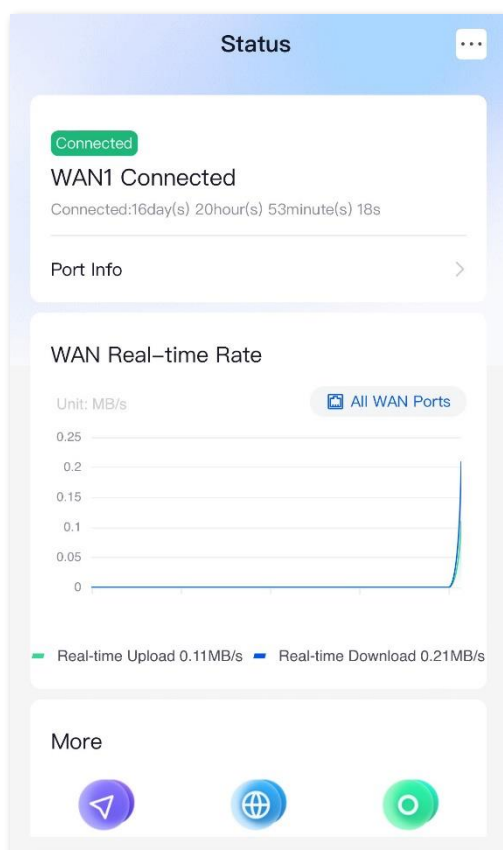 Status
Connected
WAN1 Connected
Connected:16day(s) 20hour(s) 53minute(s) 18s
Port Info
WAN Real-time Rate
Unit: MB/s
All WAN Ports
0.25
0.2
0.15
0.1
0.05
0
Real-time Upload 0.11MB/s
Real-time Download 0.21MB/s
More